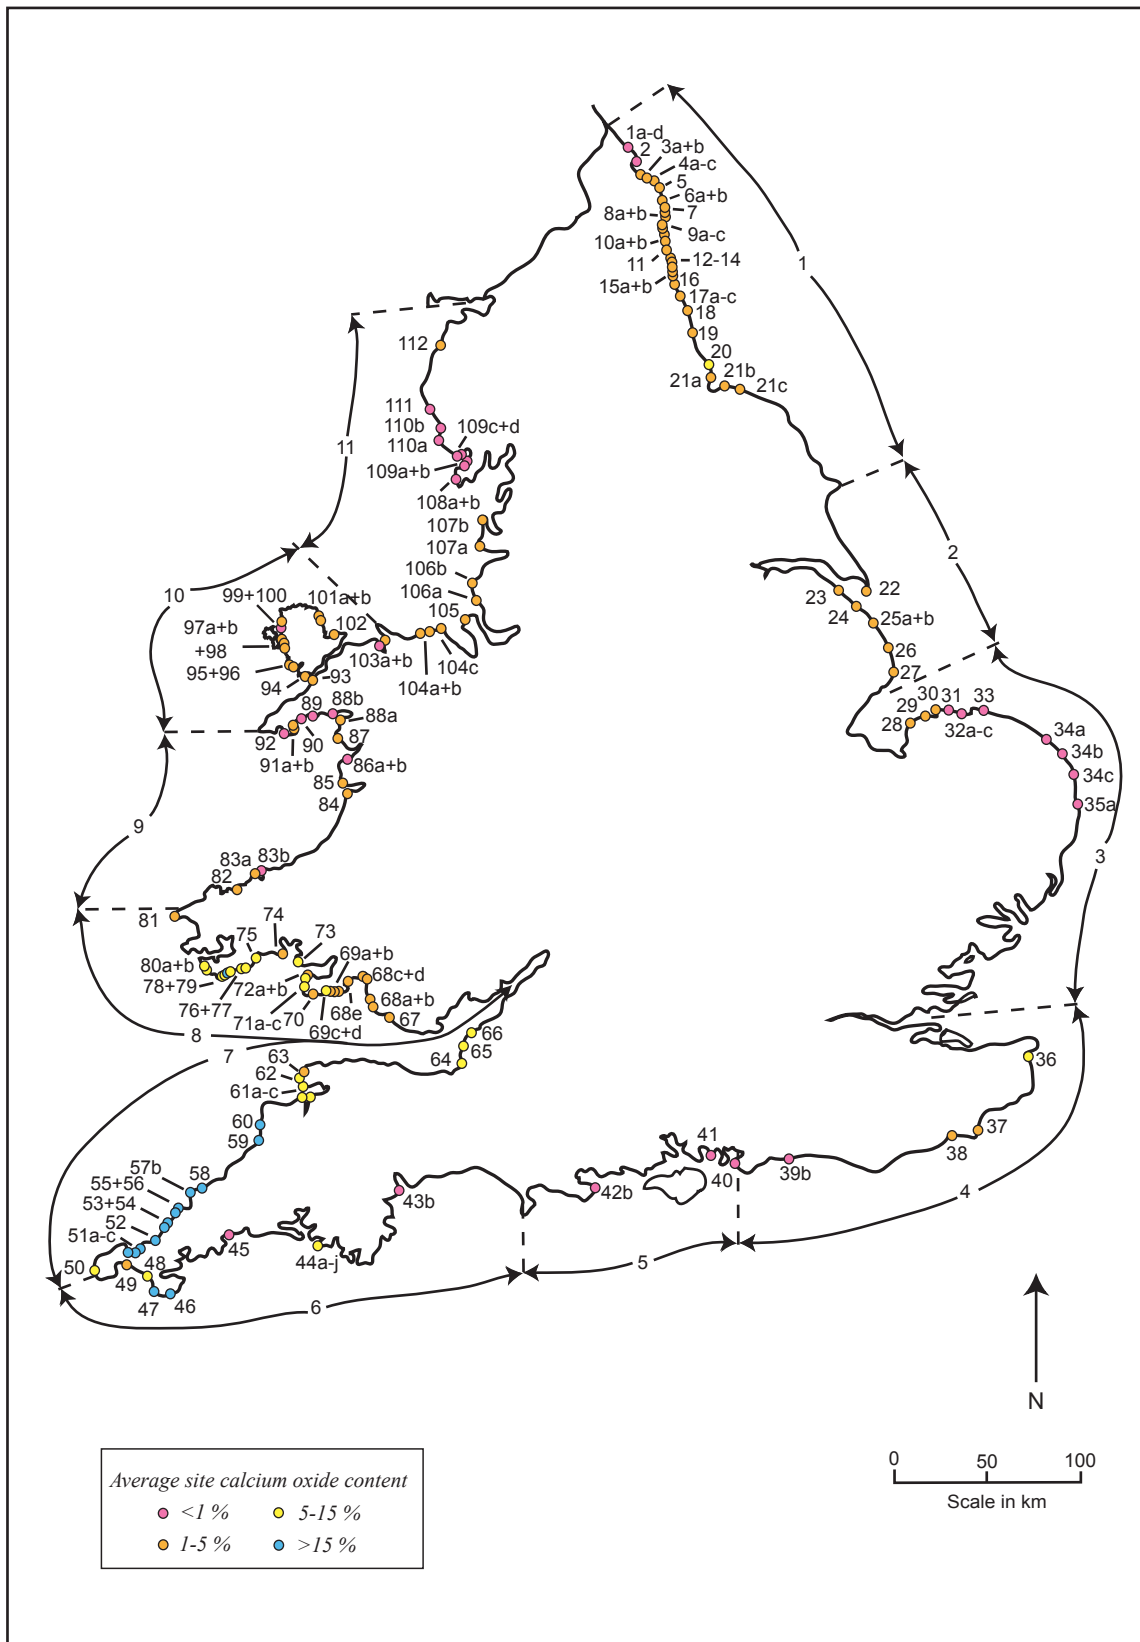 1a-d
2
3a+b
4a-c
5
6a+b
7
8a+b
9a-c
10a+b
11
12-14
15a+b
16
17a-c
18
19
20
21a
21b
21c
1
2
22
23
24
25a+b
26
27
28
29
30
31
32a-c
33
34a
34b
34c
35a
3
36
37
38
39b
4
40
41
42b
5
43b
44a-j
45
6
46
47
48
49
50
51a-c
52
53+54
55+56
57b
58
59
60
61a-c
62
63
64
65
66
7
8
67
68a+b
68c+d
68e
69a+b
69c+d
70
71a-c
72a+b
73
74
75
76+77
78+79
80a+b
81
82
83a
83b
84
85
86a+b
87
88a
88b
89
90
91a+b
92
9
93
94
95+96
97a+b
+98
99+100
101a+b
102
103a+b
10
104a+b
104c
105
106a
106b
107a
107b
108a+b
109a+b
109c+d
110a
110b
111
112
11
N
0 50 100
Scale in km
Average site calcium oxide content
<1 % 5-15 %
1-5 % >15 %